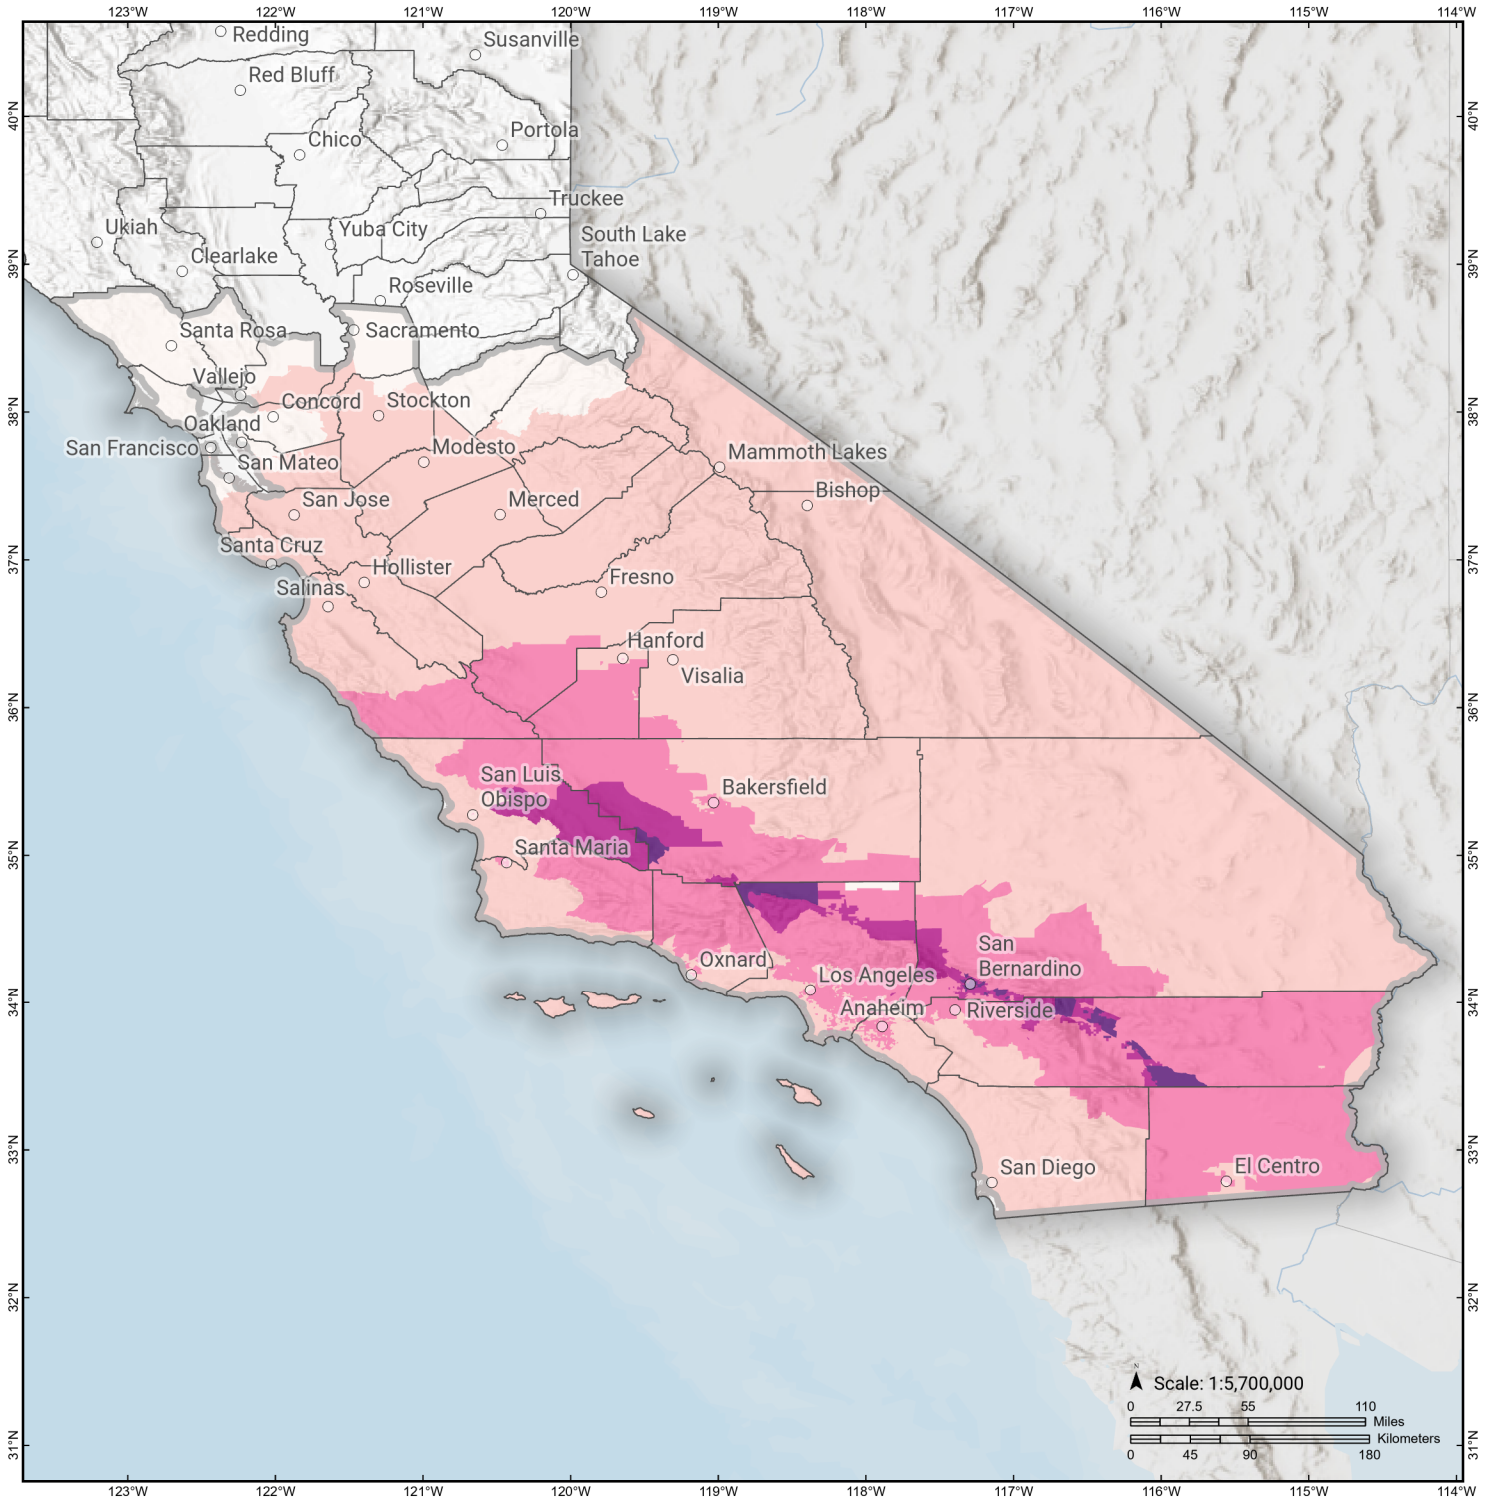 123°W 122°W 121°W 120°W 119°W 118°W 117°W 116°W 115°W 114°W
Redding
Susanville
Red Bluff
40°N
40°N
Portola
Chico
Truckee
Ukiah
Yuba City
South Lake
Tahoe
Clearlake
39°N
39°N
Roseville
Santa Rosa
Sacramento
Vallejo
Concord
Stockton
38°N
38°N
Oakland
San Francisco
Modesto
Mammoth Lakes
San Mateo
Bishop
San Jose
Merced
Santa Cruz
37°N
37°N
Hollister
Salinas
Fresno
Hanford
Visalia
36°N
36°N
San Luis
Obispo
Bakersfield
Santa Maria
35°N
35°N
San
Bernardino
Oxnard
Los Angeles
34°N
34°N
Anaheim
Riverside
33°N
33°N
San Diego
El Centro
32°N
32°N
N
Scale: 1:5,700,000
0 27.5 55 110
Miles
Kilometers
0 45 90 180
31°N
31°N
123°W 122°W 121°W 120°W 119°W 118°W 117°W 116°W 115°W 114°W